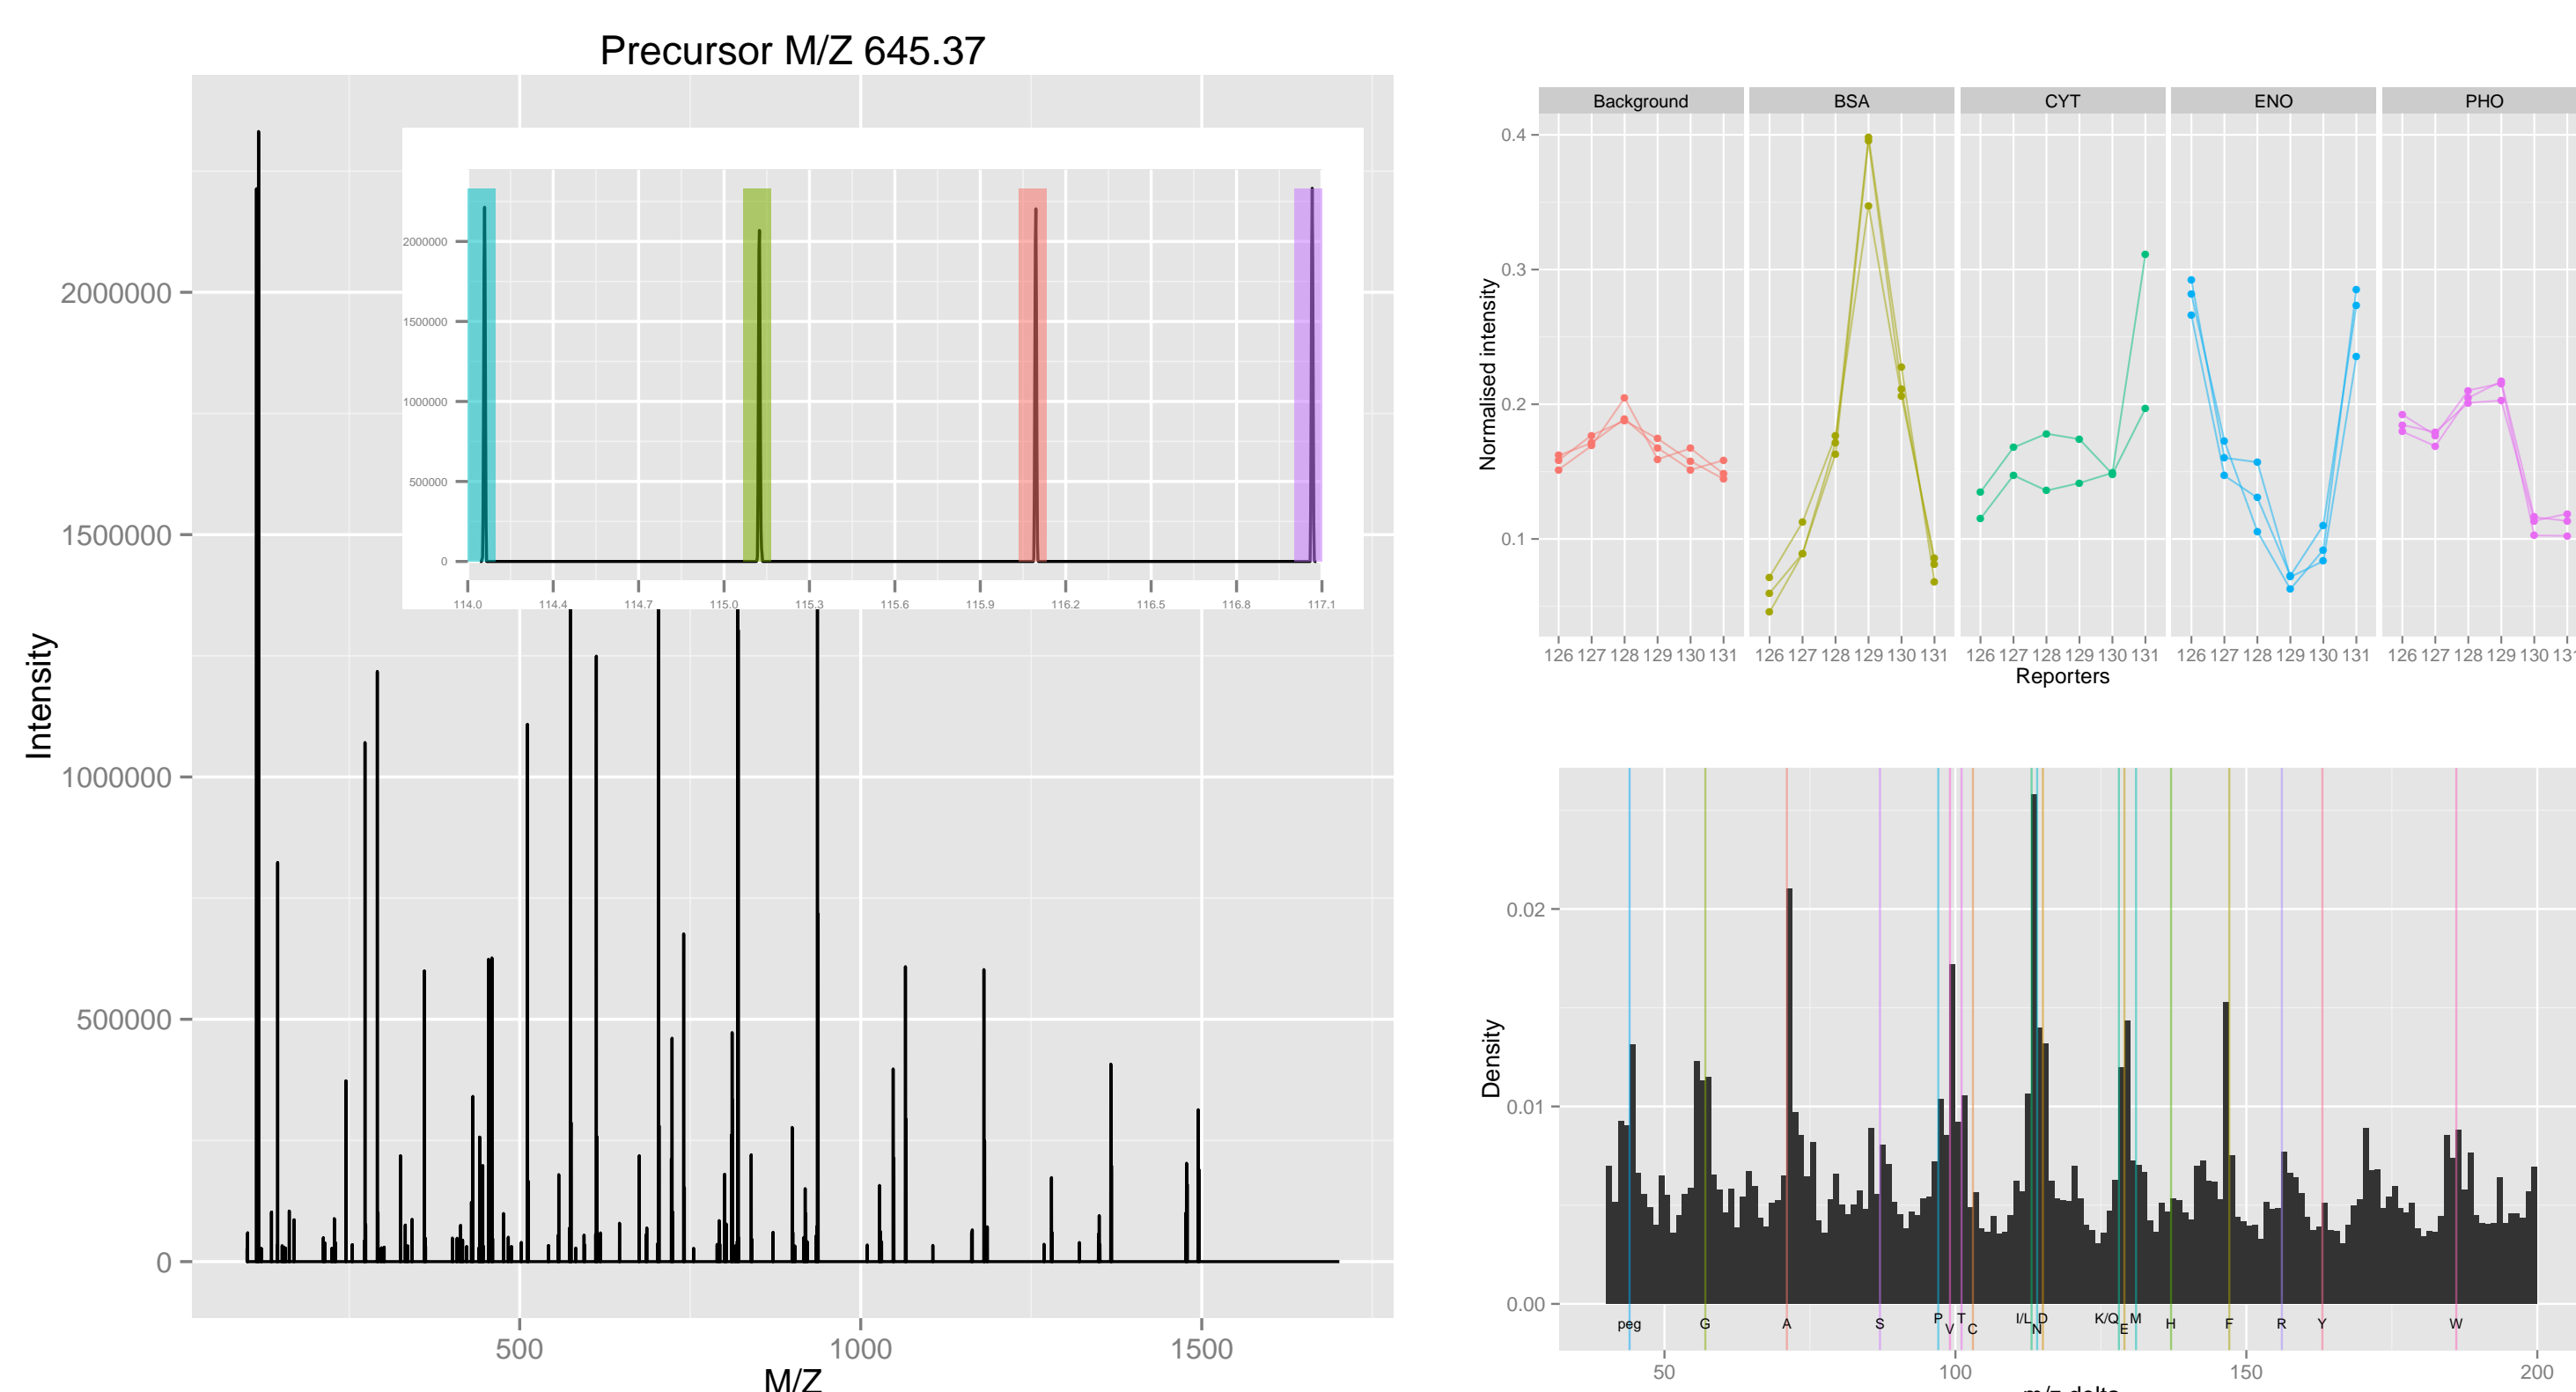 Precursor M/Z 645.37
Intensity
2000000
1500000
1000000
500000
0
500 1000 1500
M/Z
2000000
1500000
1000000
500000
0
114.0 114.4 114.7 115.0 115.3 115.6 115.9 116.2 116.5 116.8 117.1
Background BSA CYT ENO PHO
Normalised intensity
0.4
0.3
0.2
0.1
126 127 128 129 130 131 126 127 128 129 130 131 126 127 128 129 130 131 126 127 128 129 130 131 126 127 128 129 130 131
Reporters
Density
0.02
0.01
0.00
peg G A S P V T C I/L N D K/Q E M H F R Y W
50 100 150 200
m/z delta